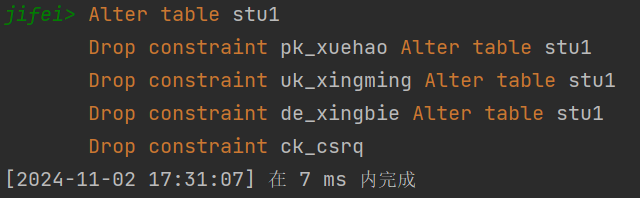 jifei> Alter table stu1
Drop constraint pk_xuehao Alter table stu1
Drop constraint uk_xingming Alter table stu1
Drop constraint de_xingbie Alter table stu1
Drop constraint ck_csrq
[2024-11-02 17:31:07] 在 7 ms 内完成